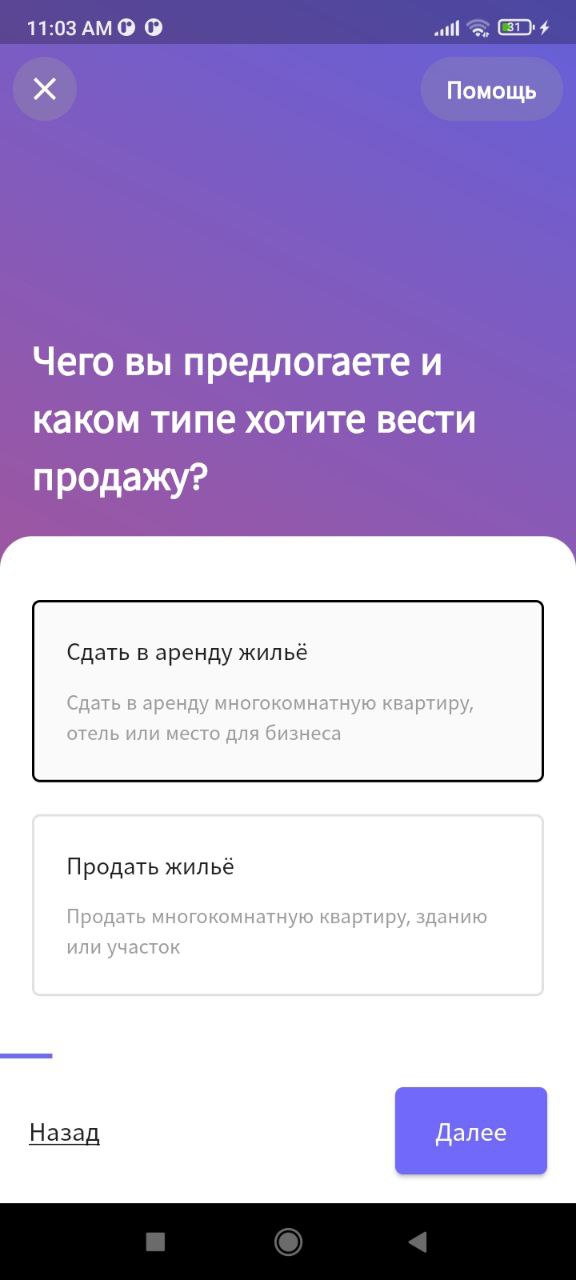 11:03 AM
31
Помощь
Чего вы предлогаете и
каком типе хотите вести
продажу?
Сдать в аренду жильё
Сдать в аренду многокомнатную квартиру,
отель или место для бизнеса
Продать жильё
Продать многокомнатную квартиру, зданию
или участок
Назад
Далее